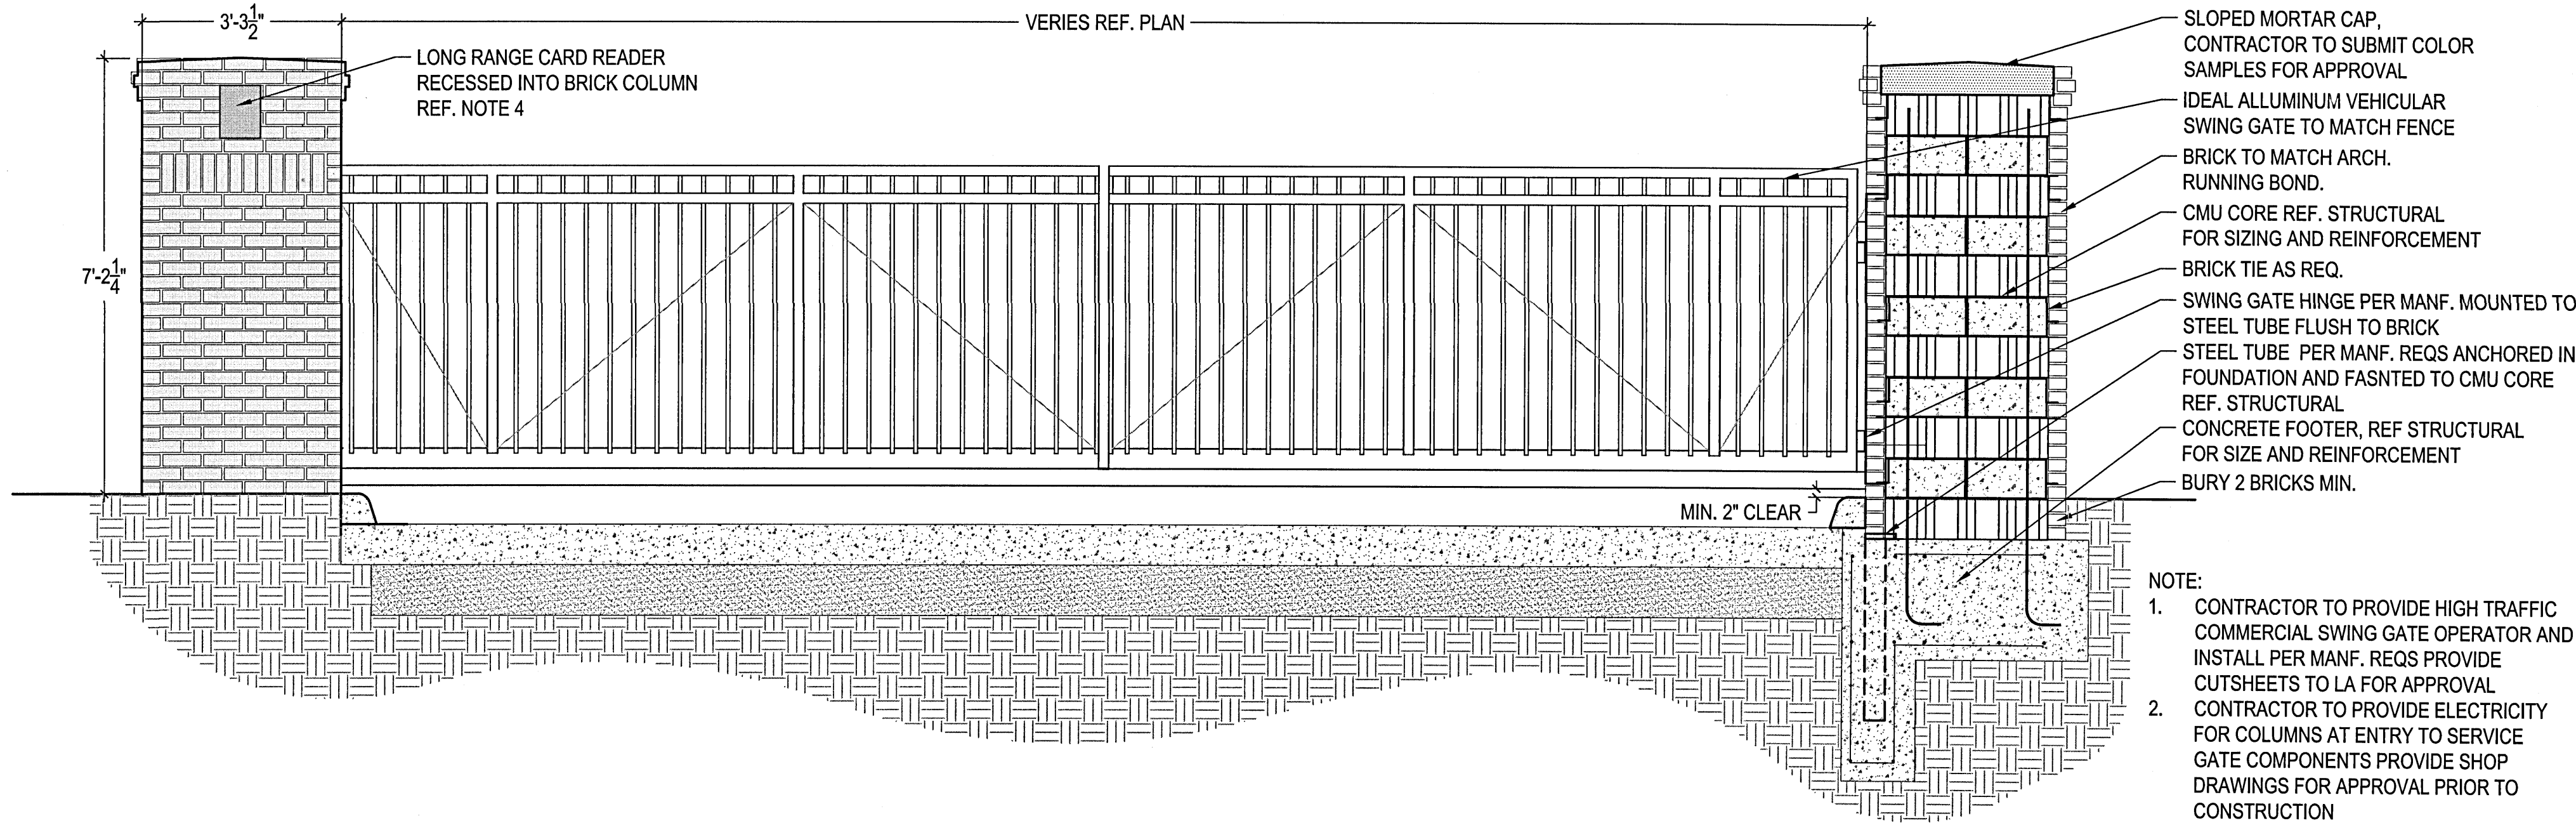 3'-3 1/2"
VERIES REF. PLAN
LONG RANGE CARD READER
RECESSED INTO BRICK COLUMN
REF. NOTE 4
7'-2 1/4"
MIN. 2" CLEAR
SLOPED MORTAR CAP,
CONTRACTOR TO SUBMIT COLOR
SAMPLES FOR APPROVAL
IDEAL ALLUMINUM VEHICULAR
SWING GATE TO MATCH FENCE
BRICK TO MATCH ARCH.
RUNNING BOND.
CMU CORE REF. STRUCTURAL
FOR SIZING AND REINFORCEMENT
BRICK TIE AS REQ.
SWING GATE HINGE PER MANF. MOUNTED TO
STEEL TUBE FLUSH TO BRICK
STEEL TUBE PER MANF. REQS ANCHORED IN
FOUNDATION AND FASNTED TO CMU CORE
REF. STRUCTURAL
CONCRETE FOOTER, REF STRUCTURAL
FOR SIZE AND REINFORCEMENT
BURY 2 BRICKS MIN.
NOTE:
1. CONTRACTOR TO PROVIDE HIGH TRAFFIC
COMMERCIAL SWING GATE OPERATOR AND
INSTALL PER MANF. REQS PROVIDE
CUTSHEETS TO LA FOR APPROVAL
2. CONTRACTOR TO PROVIDE ELECTRICITY
FOR COLUMNS AT ENTRY TO SERVICE
GATE COMPONENTS PROVIDE SHOP
DRAWINGS FOR APPROVAL PRIOR TO
CONSTRUCTION